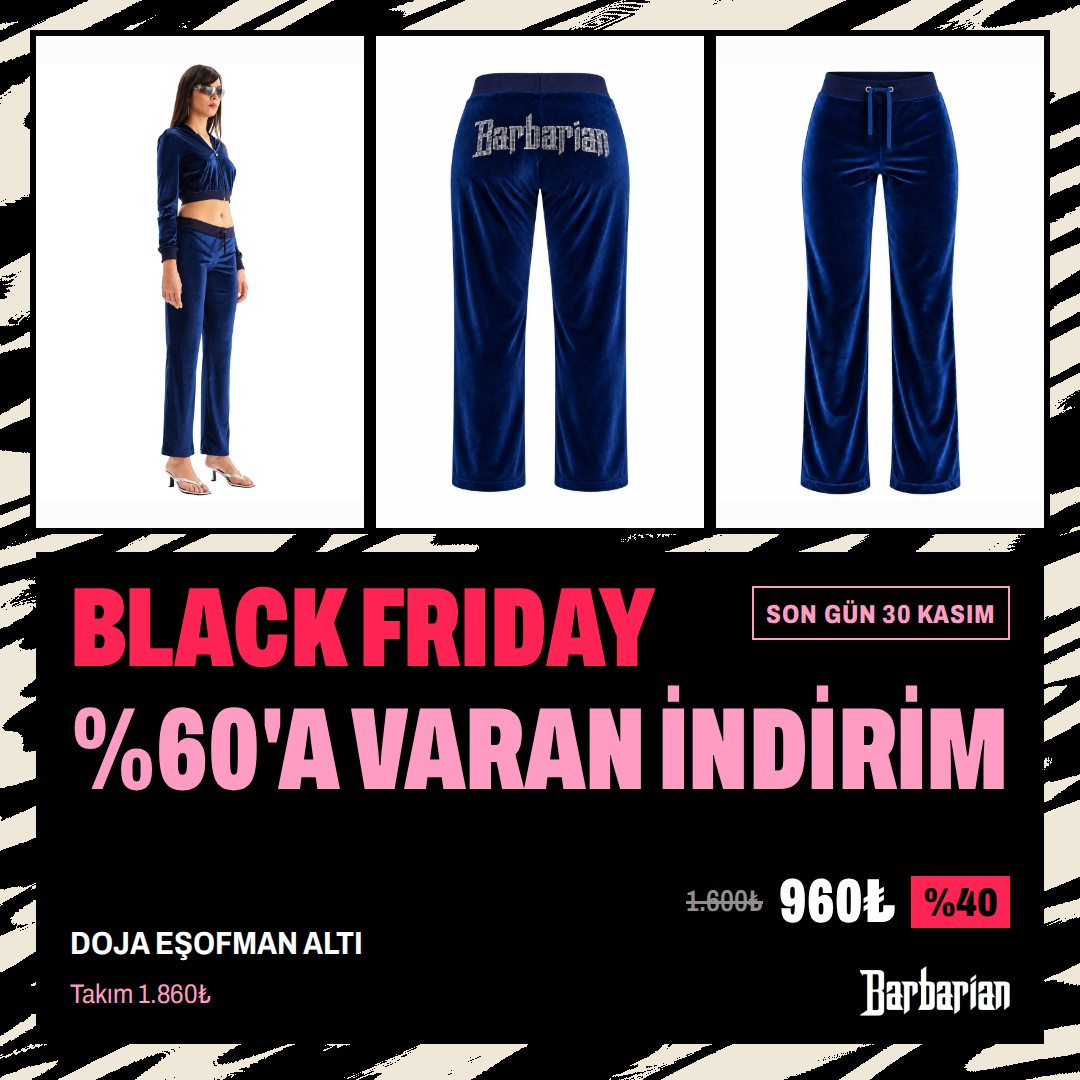 Barbarian
BLACK FRIDAY
SON GÜN 30 KASIM
%60'A VARAN İNDİRİM
1.600₺ 960₺ %40
DOJA EŞOFMAN ALTI
Takım 1.860₺
Barbarian